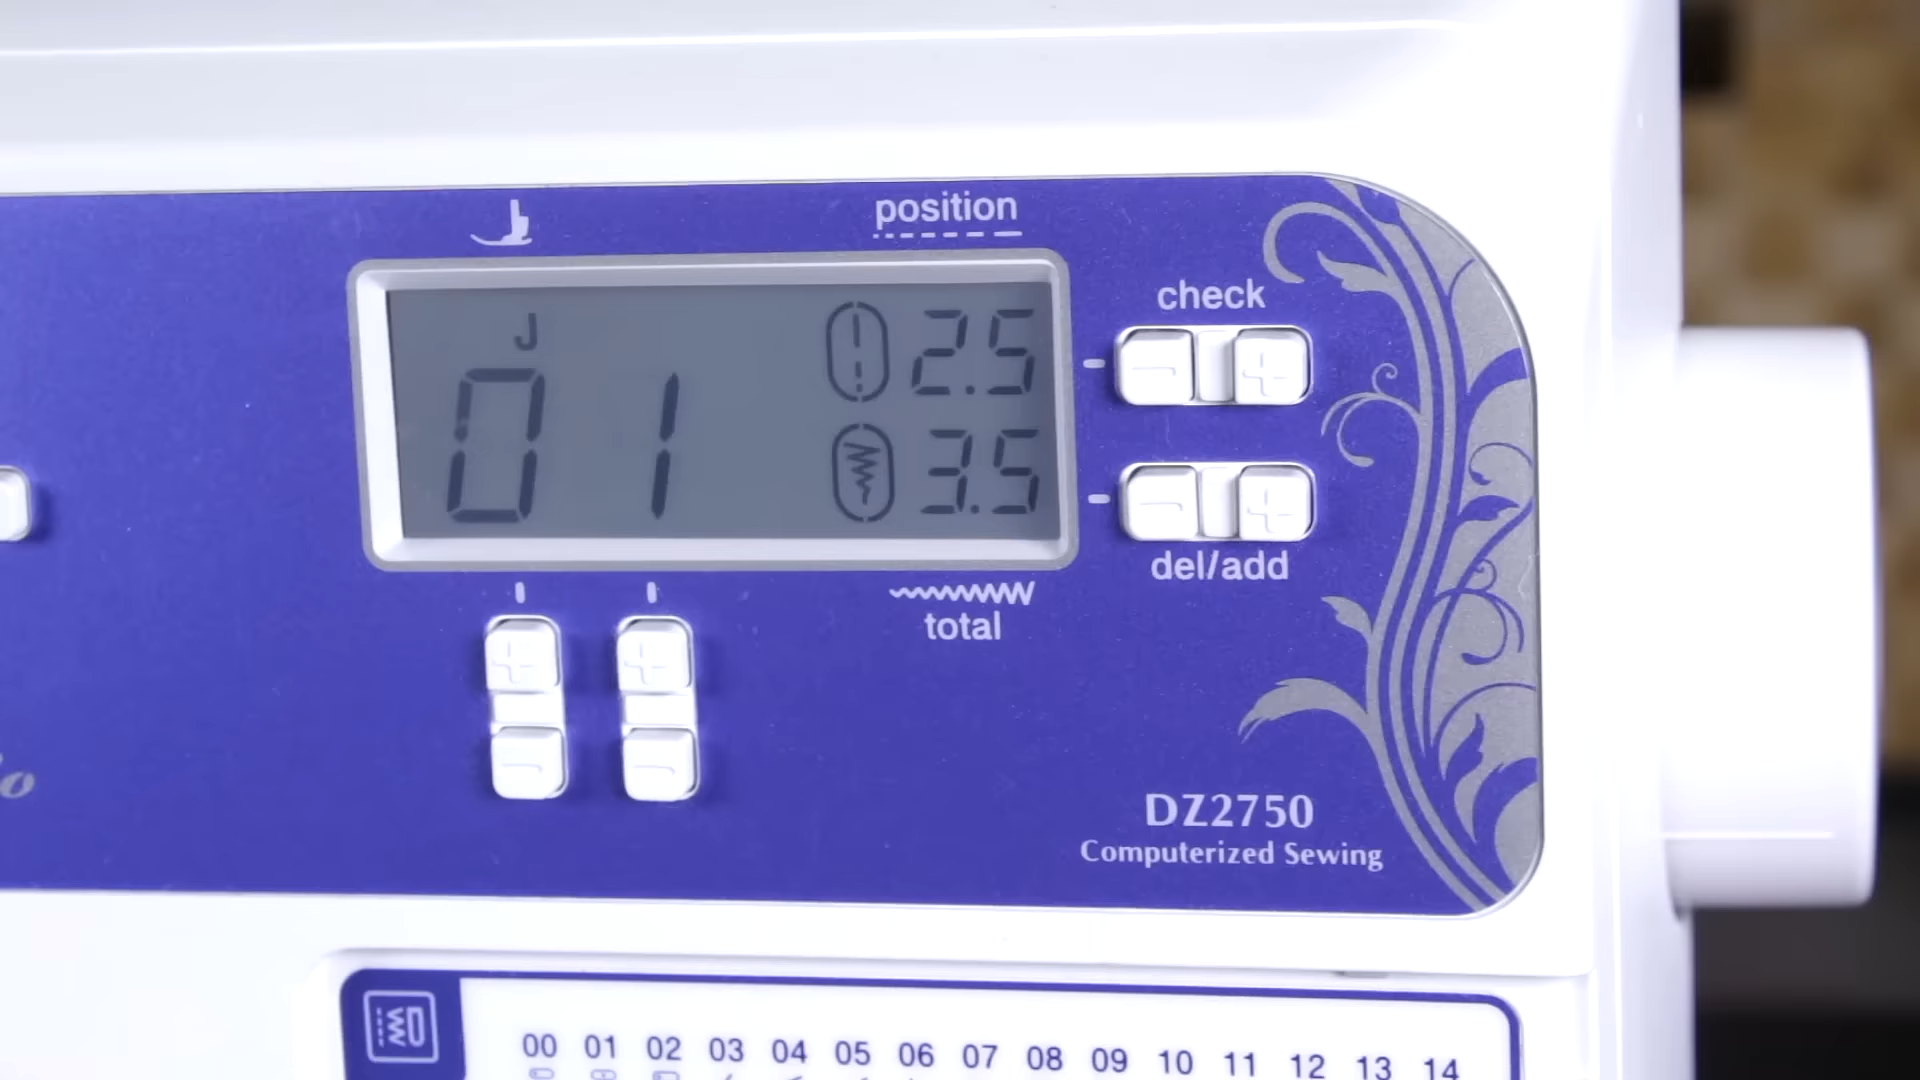 position
check
J
2.5
01
3.5
del/add
total
DZ2750
Computerized Sewing
00 01 02 03 04 05 06 07 08 09 10 11 12 13 14